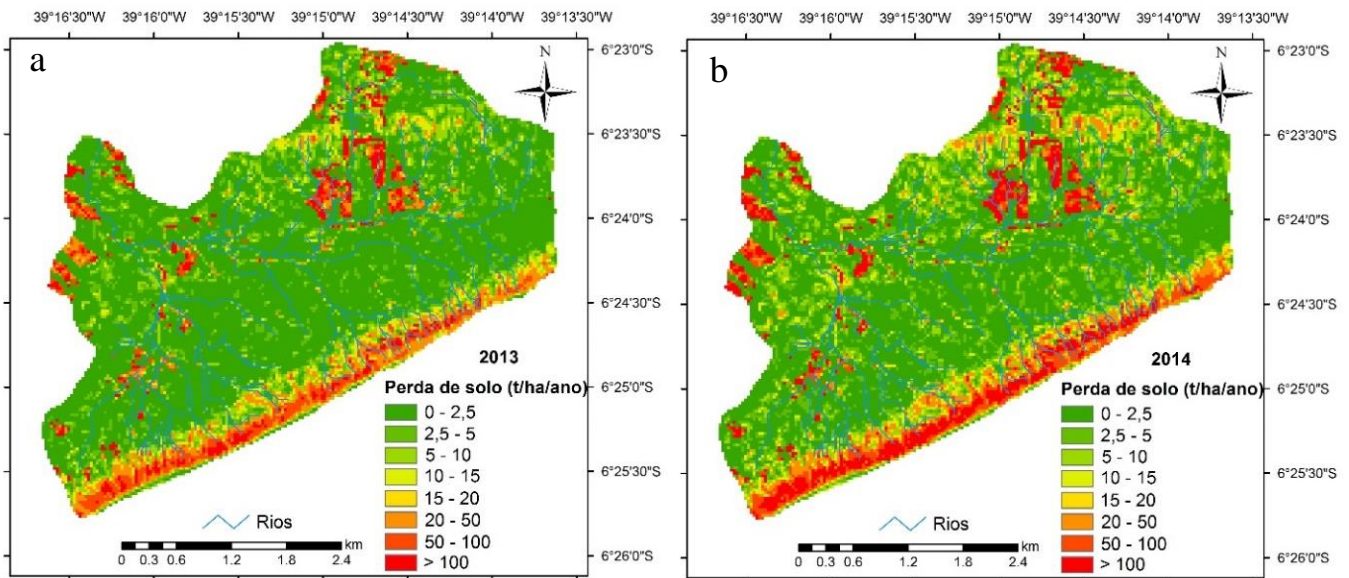 39°16'30"W 39°16'0"W 39°15'30"W 39°15'0"W 39°14'30"W 39°14'0"W 39°13'30"W
a
N
6°23'0"S
6°23'30"S
6°24'0"S
6°24'30"S
6°25'0"S
6°25'30"S
6°26'0"S
2013
Perda de solo (t/ha/ano)
0 - 2,5
2,5 - 5
5 - 10
10 - 15
15 - 20
20 - 50
50 - 100
> 100
Rios
km
0 0.3 0.6 1.2 1.8 2.4
39°16'30"W 39°16'0"W 39°15'30"W 39°15'0"W 39°14'30"W 39°14'0"W 39°13'30"W
b
N
6°23'0"S
6°23'30"S
6°24'0"S
6°24'30"S
6°25'0"S
6°25'30"S
6°26'0"S
2014
Perda de solo (t/ha/ano)
0 - 2,5
2,5 - 5
5 - 10
10 - 15
15 - 20
20 - 50
50 - 100
> 100
Rios
km
0 0.3 0.6 1.2 1.8 2.4